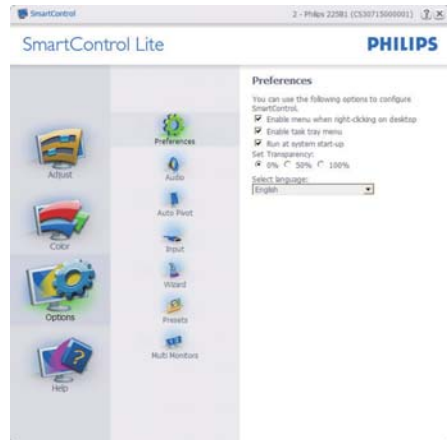 SmartControl
2 - Philips 225B1 (CS30715000001)
SmartControl Lite
PHILIPS
Adjust
Color
Options
Help
Preferences
Audio
Auto Pivot
Input
Wizard
Presets
Multi Monitors
Preferences
You can use the following options to configure
SmartControl.
Enable menu when right-clicking on desktop
Enable task tray menu
Run at system start-up
Set Transparency:
0% 50% 100%
Select language:
English